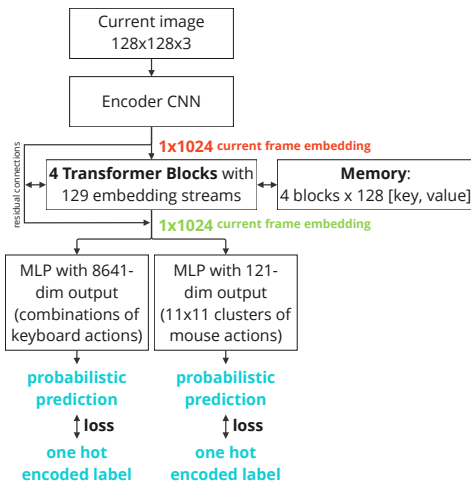 Current image
128x128x3
Encoder CNN
1x1024 current frame embedding
residual connections
4 Transformer Blocks with
129 embedding streams
Memory:
4 blocks x 128 [key, value]
1x1024 current frame embedding
MLP with 8641-
dim output
(combinations of
keyboard actions)
MLP with 121-
dim output
(11x11 clusters of
mouse actions)
probabilistic
prediction
loss
one hot
encoded label
probabilistic
prediction
loss
one hot
encoded label